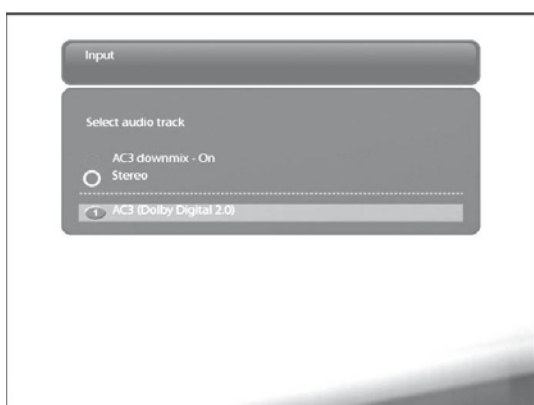 Input
Select audio track
AC3 downmix - On
Stereo
1 AC3 (Dolby Digital 2.0)